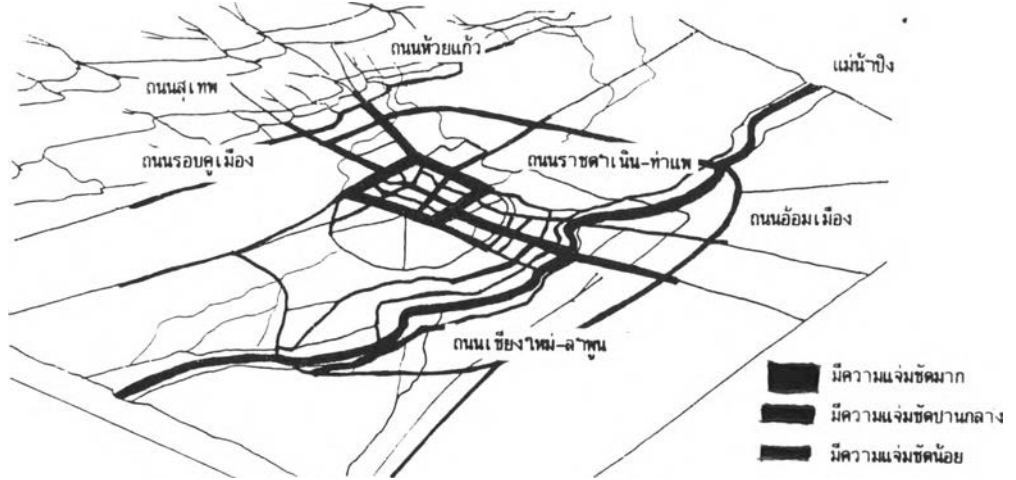 ถนนห้วยแก้ว
แม่น้ำปิง
ถนนสุเทพ
ถนนรอบคูเมือง
ถนนราชดำเนิน-ท่าแพ
ถนนอ้อมเมือง
ถนนเชียงใหม่-ลำพูน
มีความแจ่มชัดมาก
มีความแจ่มชัดปานกลาง
มีความแจ่มชัดน้อย